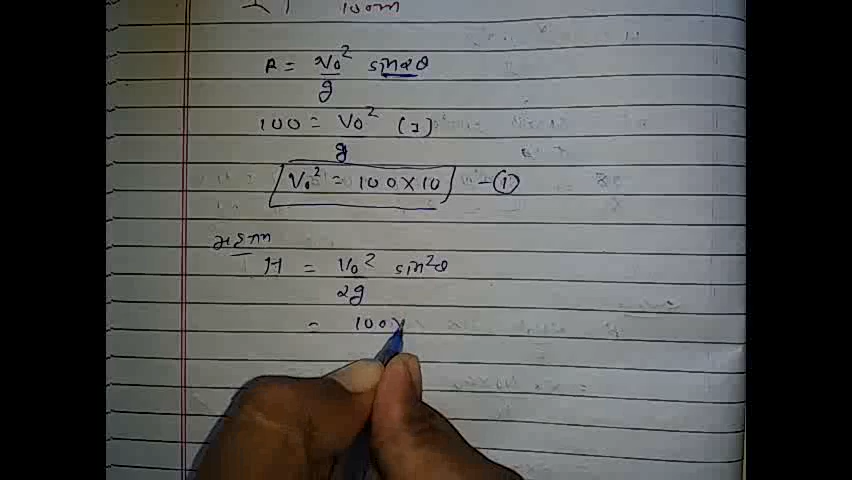 100m
R = V₀²/g sin2θ
100 = V₀²/g (1)
V₀² = 100×10 —①
H = V₀²/2g sin²θ
= 100×